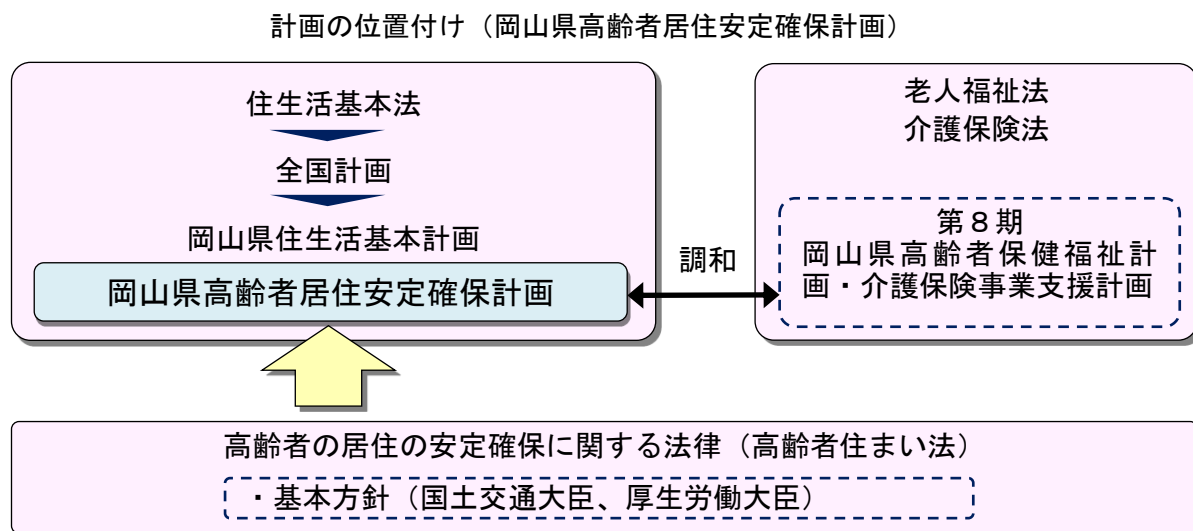 計画の位置付け（岡山県高齢者居住安定確保計画）
住生活基本法
全国計画
岡山県住生活基本計画
岡山県高齢者居住安定確保計画
調和
老人福祉法
介護保険法
第８期
岡山県高齢者保健福祉計
画・介護保険事業支援計画
高齢者の居住の安定確保に関する法律（高齢者住まい法）
・基本方針（国土交通大臣、厚生労働大臣）